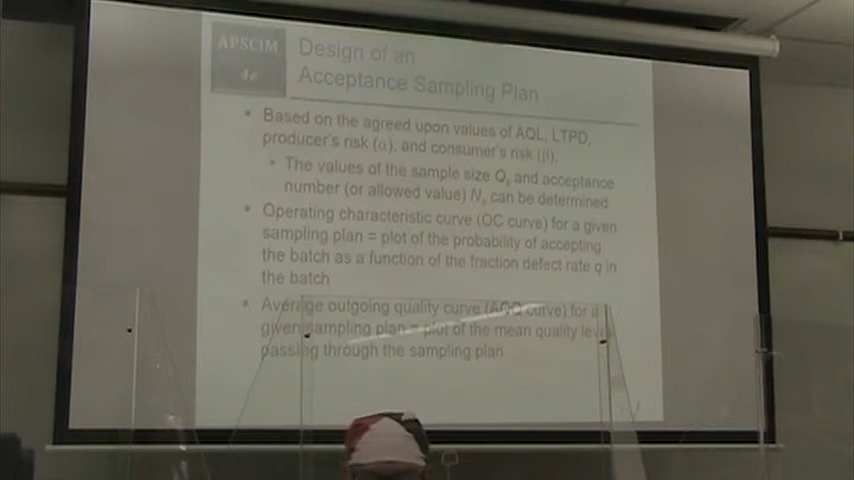 APSCIM
4e
Design of an
Acceptance Sampling Plan
• Based on the agreed upon values of AQL, LTPD,
producer's risk (α), and consumer's risk (β),
• The values of the sample size Qs and acceptance
number (or allowed value) Ns can be determined
• Operating characteristic curve (OC curve) for a given
sampling plan = plot of the probability of accepting
the batch as a function of the fraction defect rate q in
the batch
• Average outgoing quality curve (AOQ curve) for a
given sampling plan = plot of the mean quality level
passing through the sampling plan